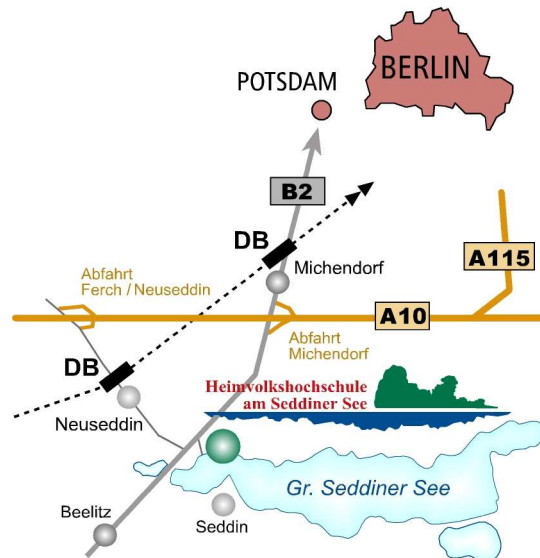 BERLIN
POTSDAM
B2
DB
Michendorf
A115
Abfahrt
Ferch / Neuseddin
A10
Abfahrt
Michendorf
DB
Neuseddin
Heimvolkshochschule
am Seddiner See
Gr. Seddiner See
Beelitz
Seddin